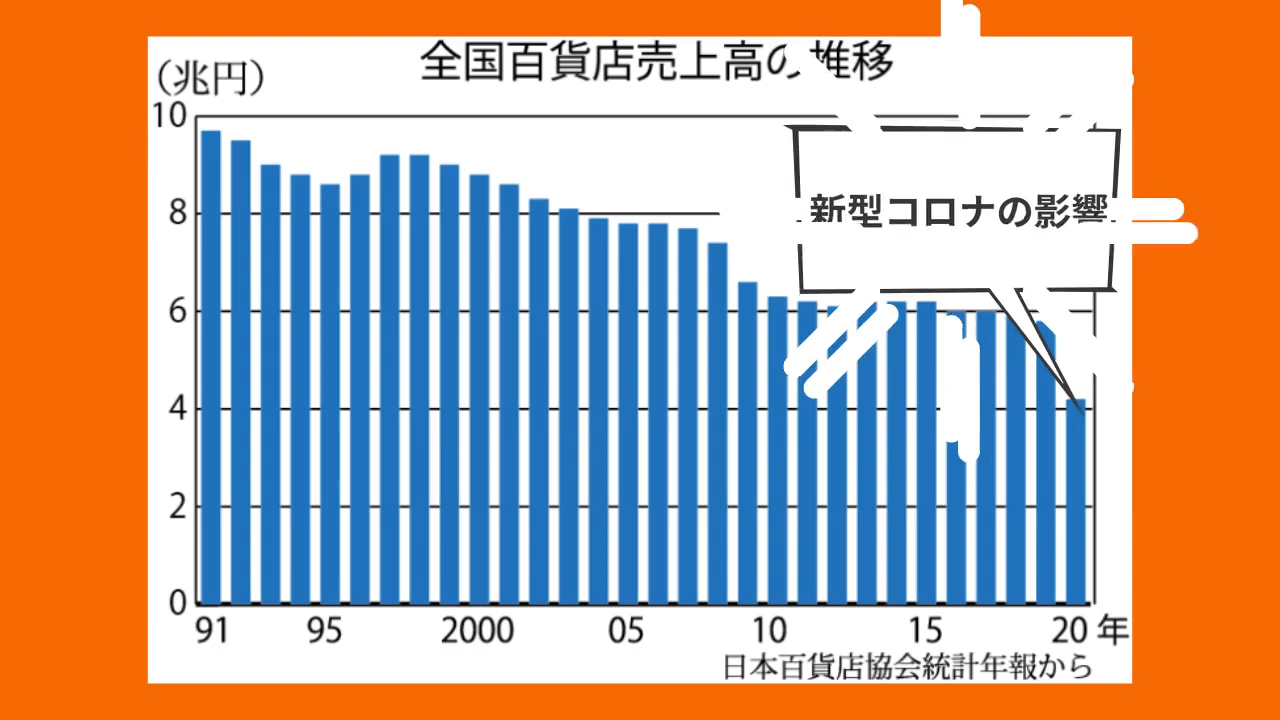 全国百貨店売上高の推移
（兆円）
10
8
6
4
2
0
新型コロナの影響
91 95 2000 05 10 15 20 年
日本百貨店協会統計年報から